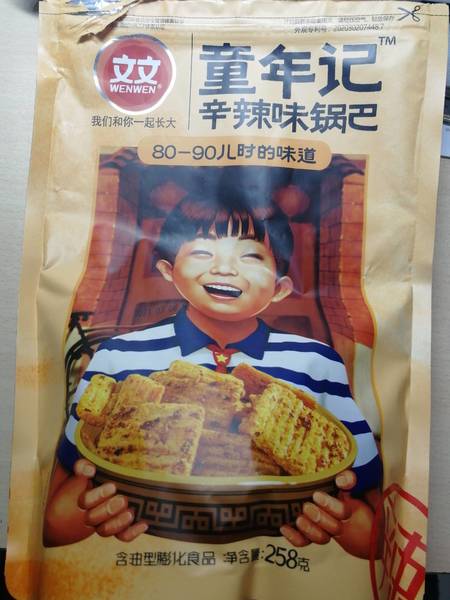 文文
WENWEN®
我们和你一起长大
童年记™
辛辣味锅巴
80-90儿时的味道
含油型膨化食品 净含量:258克